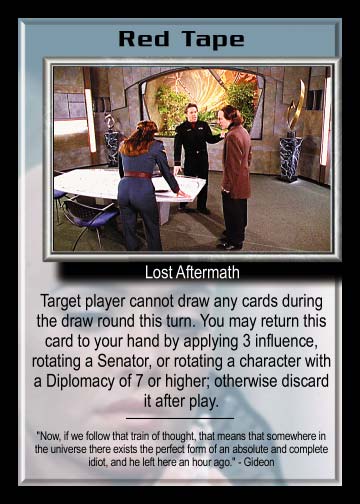 Red Tape
Lost Aftermath
Target player cannot draw any cards during
the draw round this turn. You may return this
card to your hand by applying 3 influence,
rotating a Senator, or rotating a character with
a Diplomacy of 7 or higher; otherwise discard
it after play.
"Now, if we follow that train of thought, that means that somewhere in
the universe there exists the perfect form of an absolute and complete
idiot, and he left here an hour ago." - Gideon